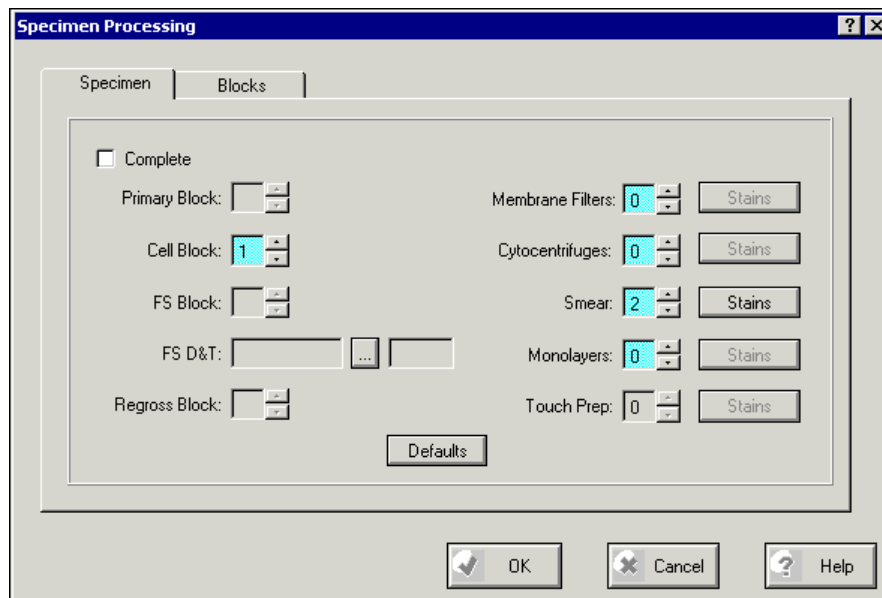 Specimen Processing ? X
Specimen Blocks
Complete
Primary Block: Membrane Filters: 0 Stains
Cell Block: 1 Cytocentrifuges: 0 Stains
FS Block: Smear: 2 Stains
FS D&T: ... Monolayers: 0 Stains
Regross Block: Touch Prep: 0 Stains
Defaults
OK Cancel ? Help